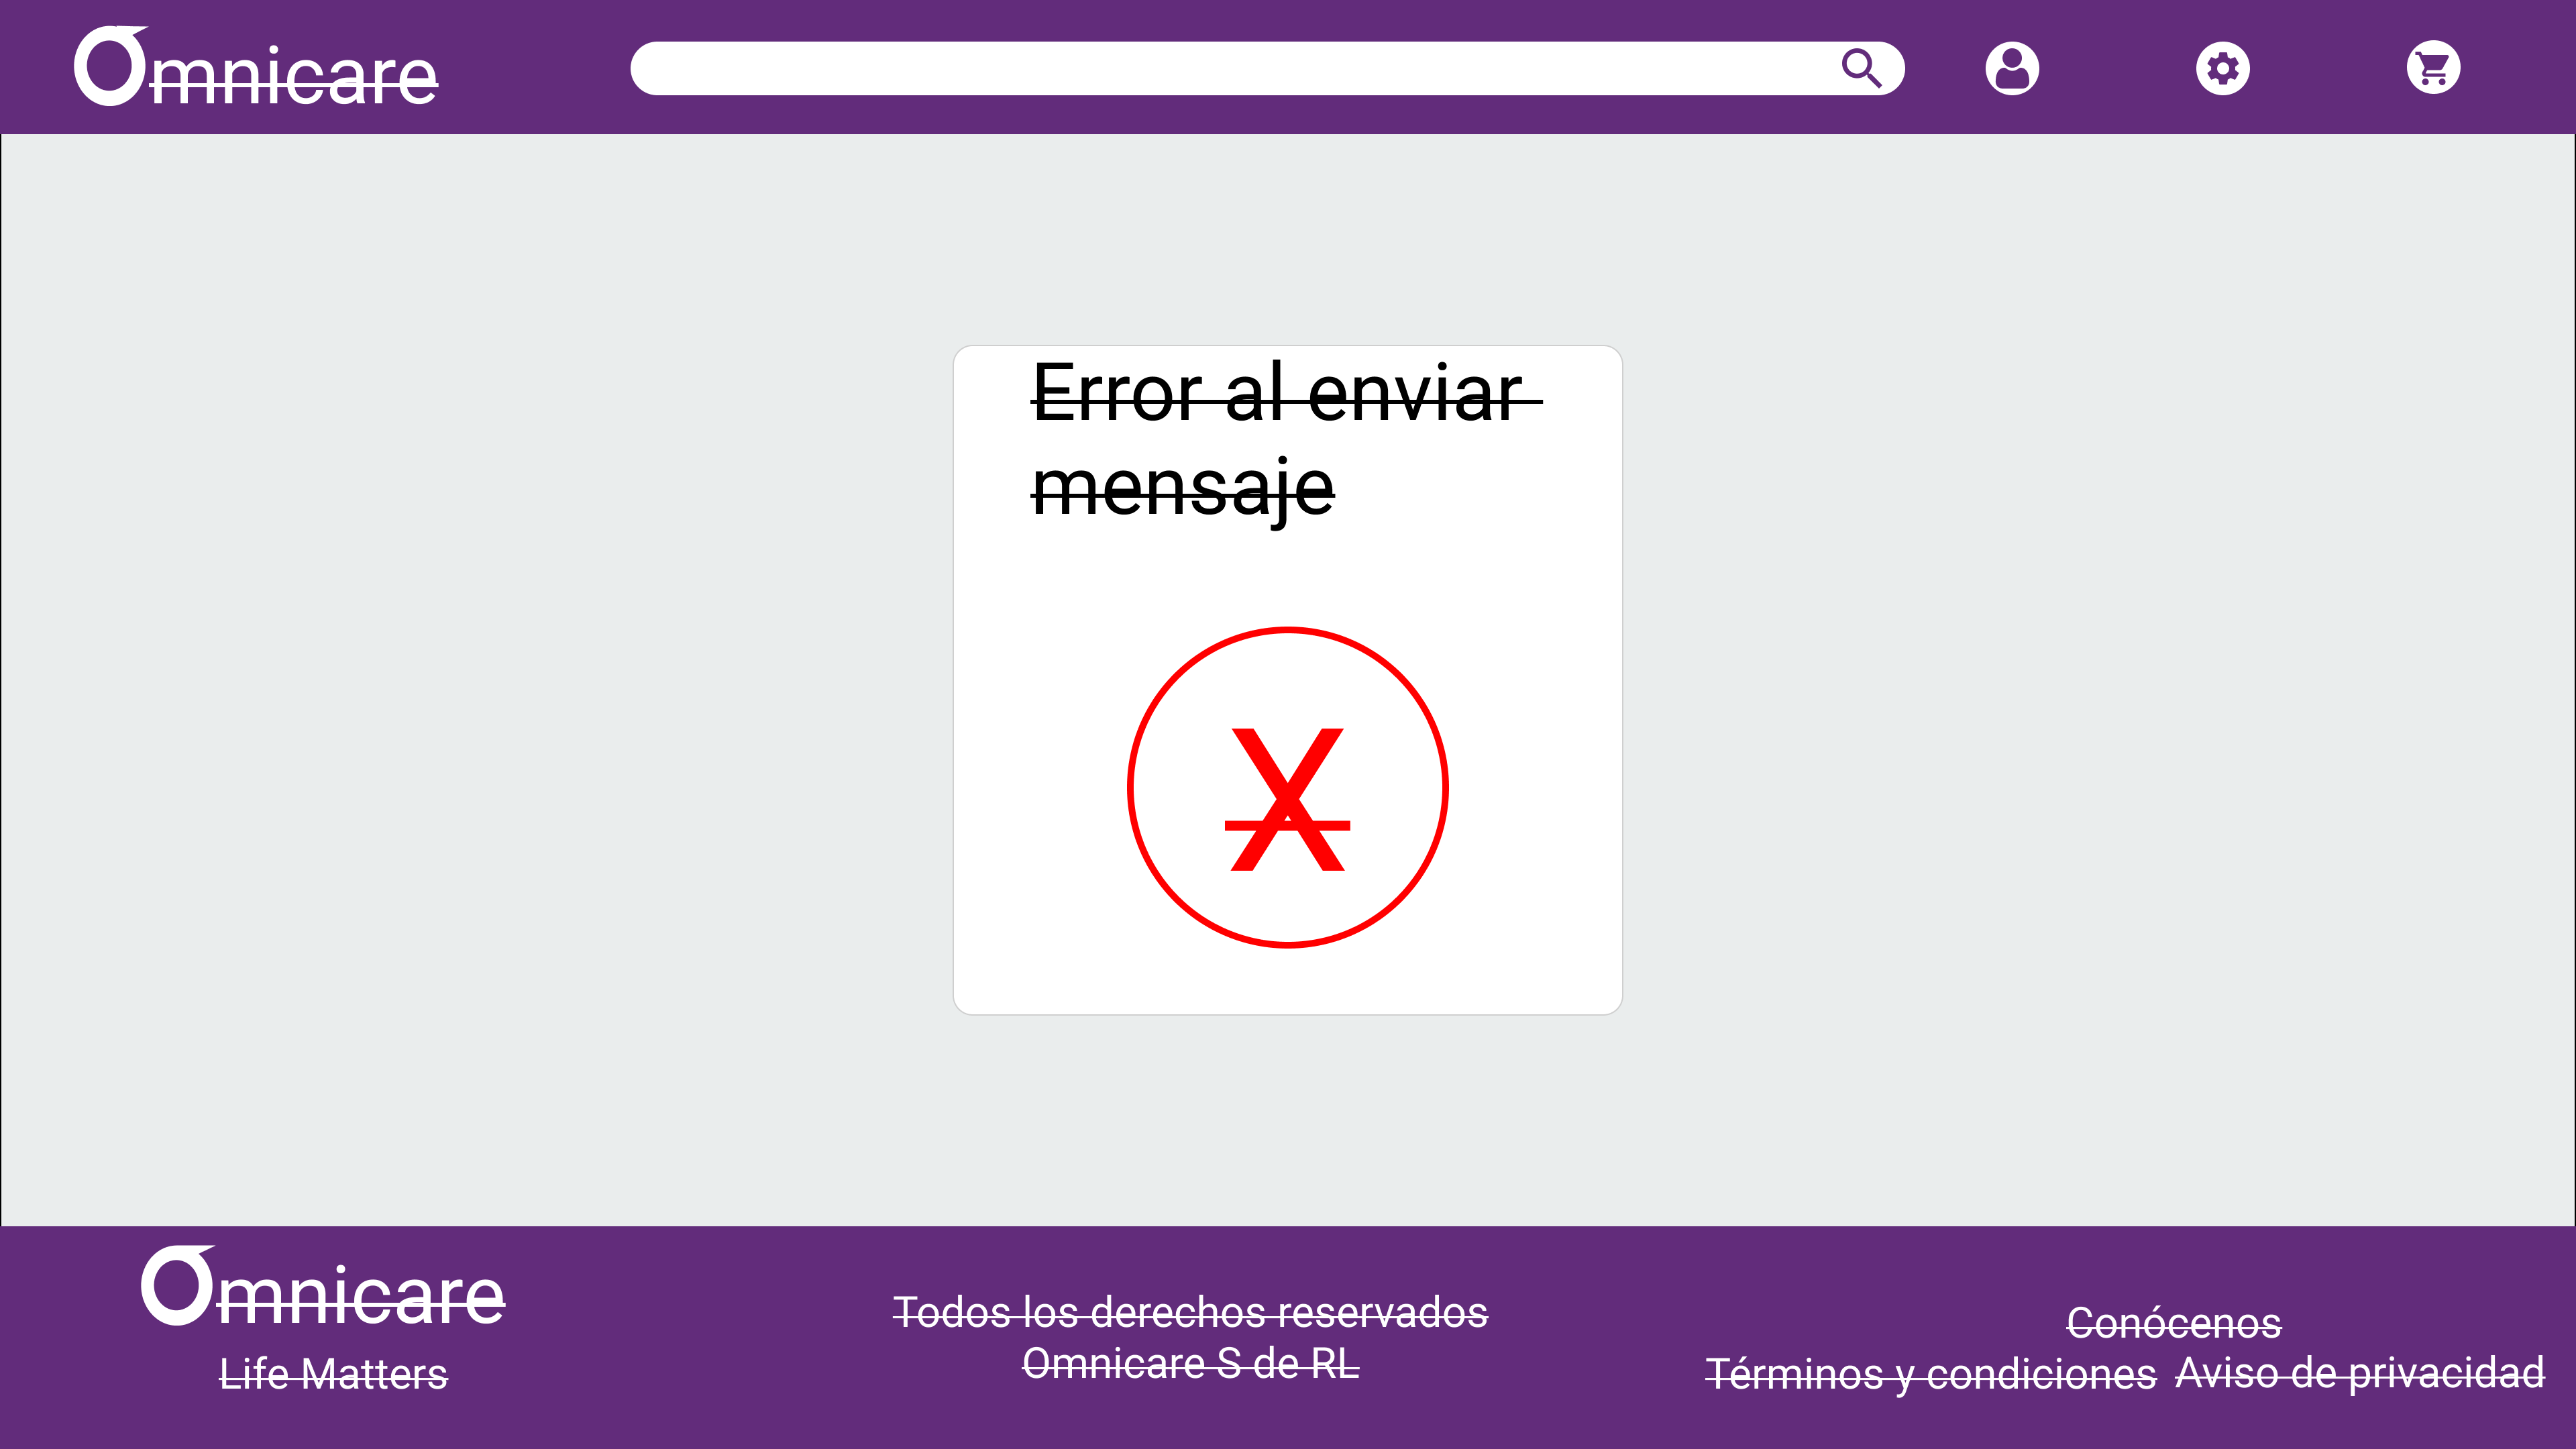 Omnicare
Error al enviar
mensaje
X
Omnicare
Life Matters
Todos los derechos reservados
Omnicare S de RL
Conócenos
Términos y condiciones Aviso de privacidad